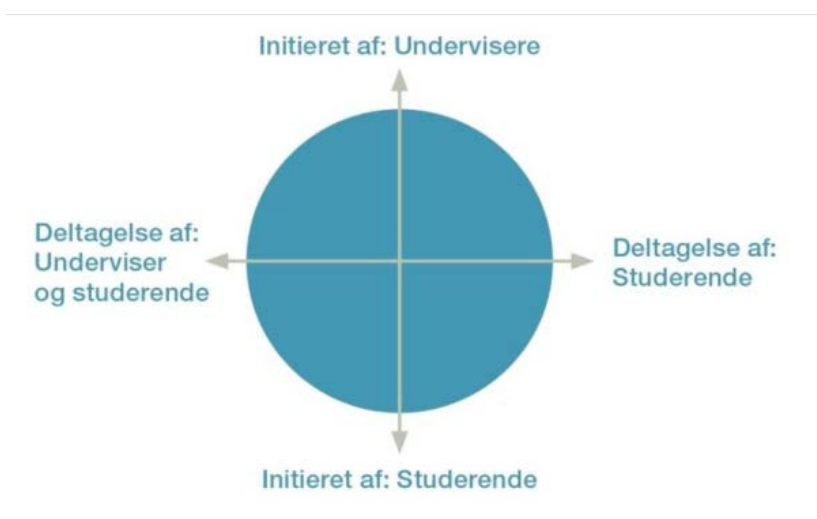 Initieret af: Undervisere
Deltagelse af:
Underviser
og studerende
Deltagelse af:
Studerende
Initieret af: Studerende